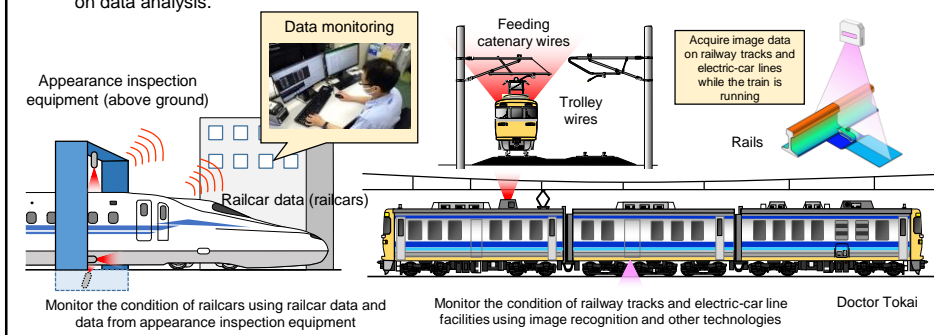 on data analysis.
Data monitoring
Appearance inspection
equipment (above ground)
Railcar data (railcars)
Monitor the condition of railcars using railcar data and
data from appearance inspection equipment
Feeding
catenary wires
Trolley
wires
Acquire image data
on railway tracks and
electric-car lines
while the train is
running
Rails
Monitor the condition of railway tracks and electric-car line
facilities using image recognition and other technologies
Doctor Tokai